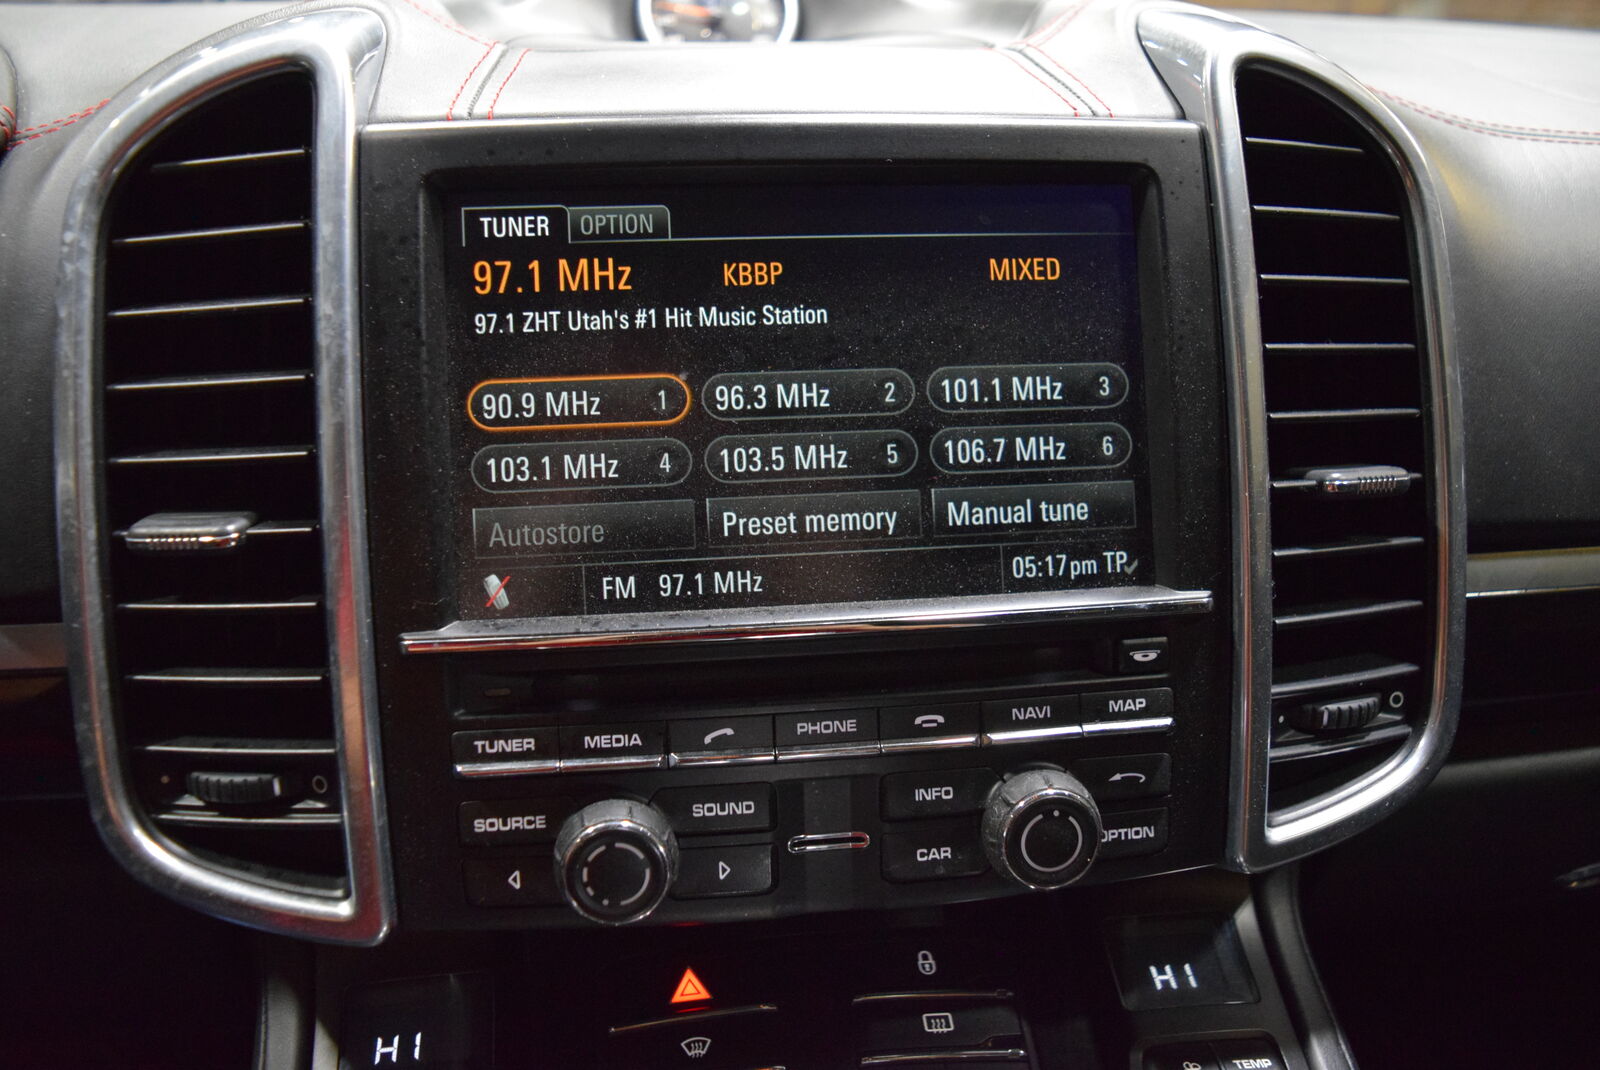 TUNER OPTION
97.1 MHz KBBP MIXED
97.1 ZHT Utah's #1 Hit Music Station
90.9 MHz 1 96.3 MHz 2 101.1 MHz 3
103.1 MHz 4 103.5 MHz 5 106.7 MHz 6
Autostore Preset memory Manual tune
FM 97.1 MHz 05:17pm TP
TUNER MEDIA PHONE NAVI MAP
SOURCE SOUND INFO
CAR OPTION
HI HI
TEMP